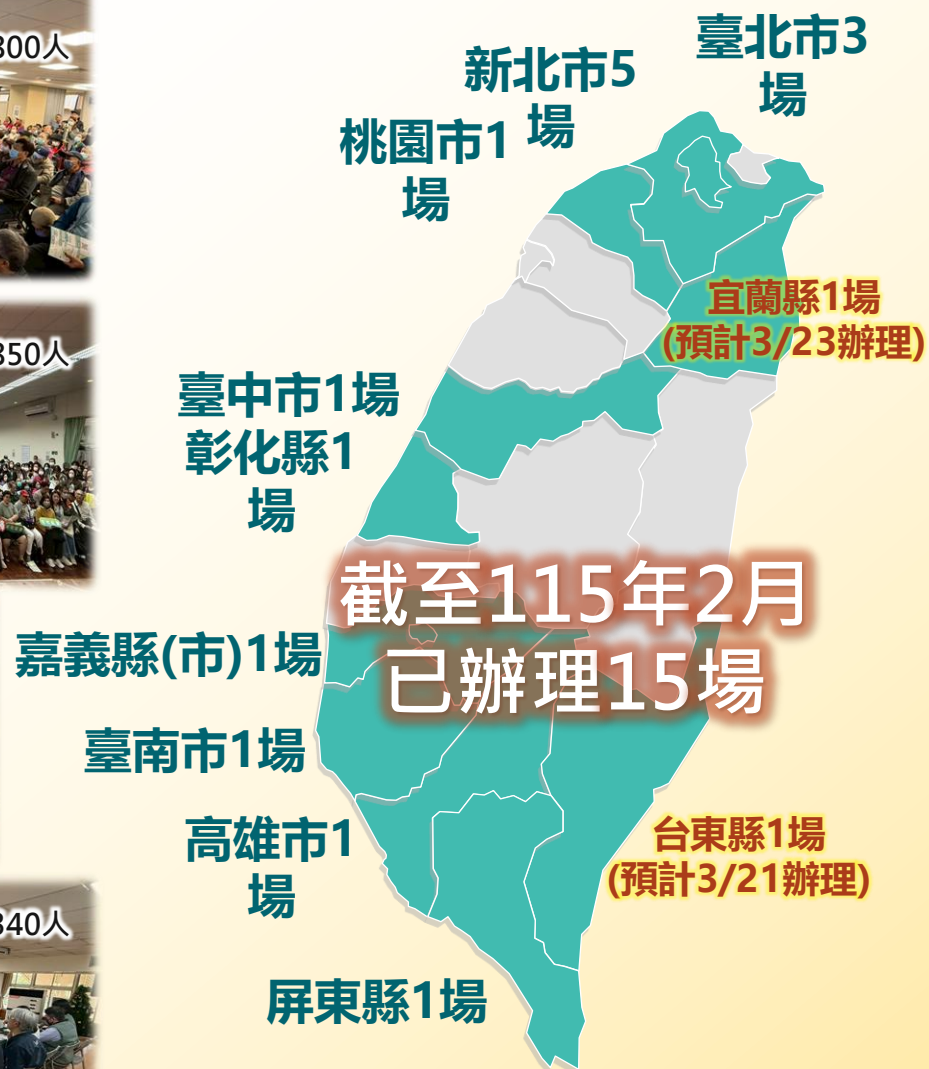 臺北市3
場
新北市5
場
桃園市1
場
宜蘭縣1場
(預計3/23辦理)
臺中市1場
彰化縣1
場
截至115年2月
已辦理15場
嘉義縣(市)1場
臺南市1場
高雄市1
場
台東縣1場
(預計3/21辦理)
屏東縣1場
00人
350人
340人